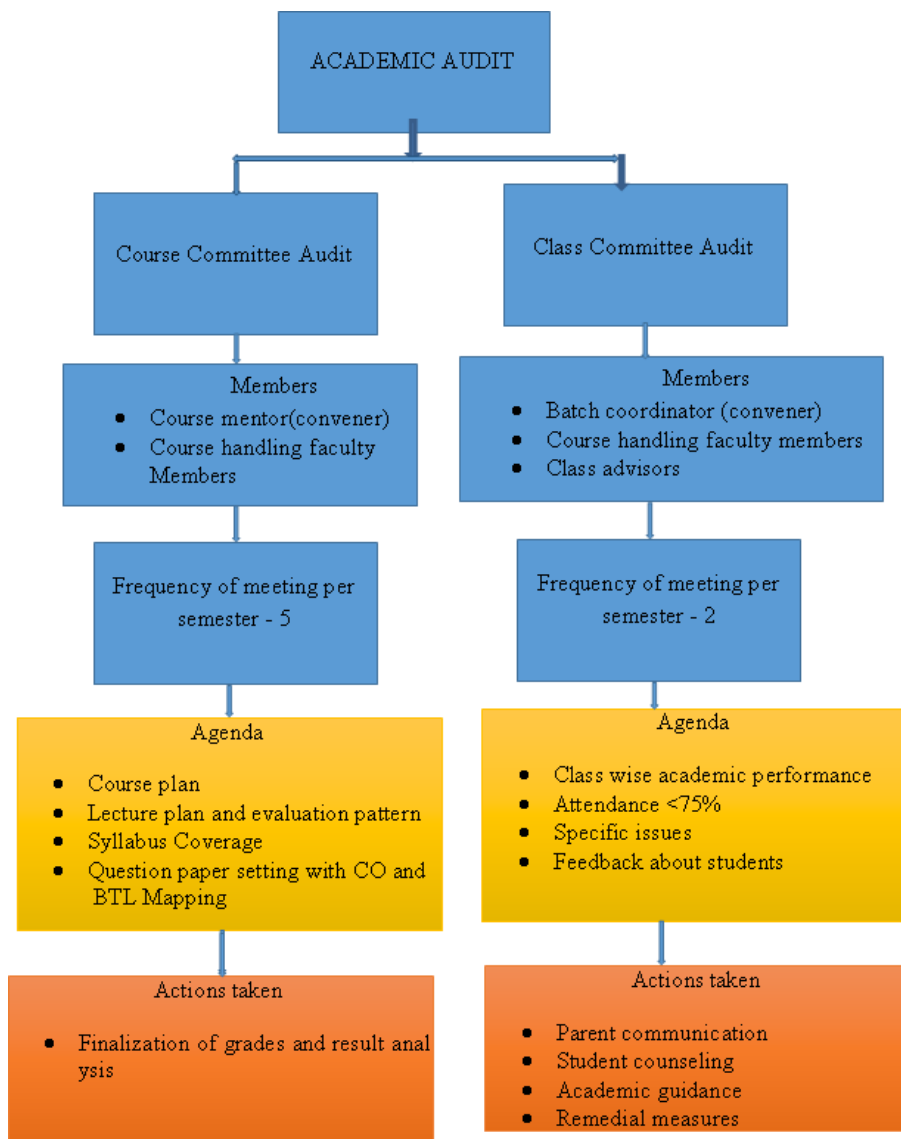 ACADEMIC AUDIT
Course Committee Audit
Members
• Course mentor(convener)
• Course handling faculty
Members
Frequency of meeting per
semester - 5
Agenda
• Course plan
• Lecture plan and evaluation pattern
• Syllabus Coverage
• Question paper setting with CO and
BTL Mapping
Actions taken
• Finalization of grades and result anal
ysis
Class Committee Audit
Members
• Batch coordinator (convener)
• Course handling faculty members
• Class advisors
Frequency of meeting per
semester - 2
Agenda
• Class wise academic performance
• Attendance <75%
• Specific issues
• Feedback about students
Actions taken
• Parent communication
• Student counseling
• Academic guidance
• Remedial measures